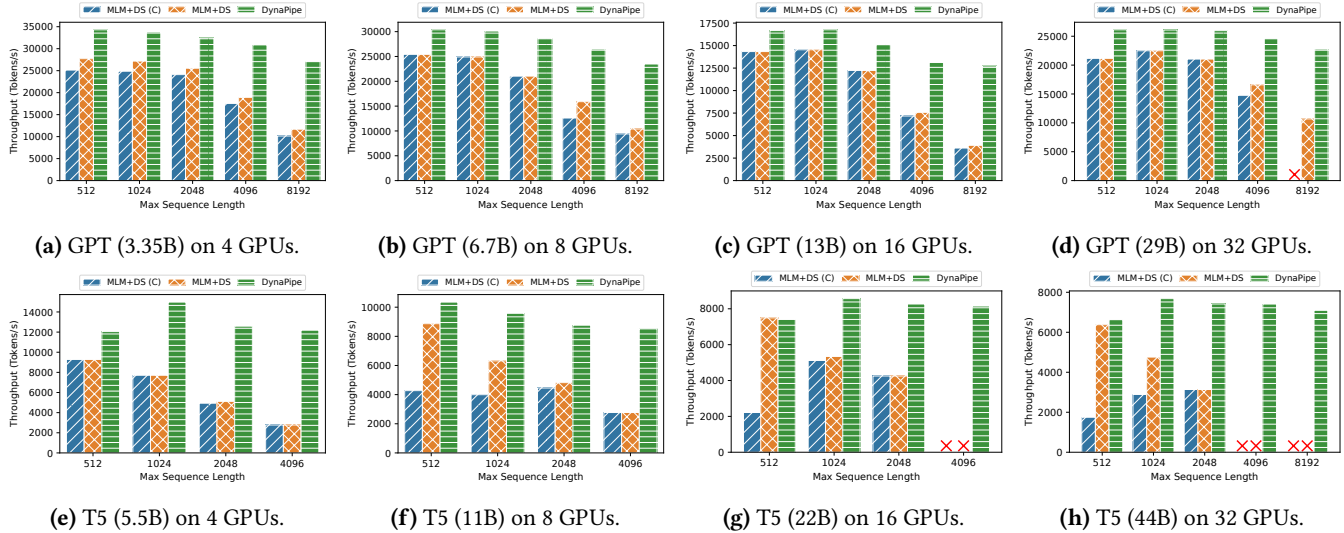 MLM+DS (C) MLM+DS DynaPipe
Throughput (Tokens/s)
35000
30000
25000
20000
15000
10000
5000
0
512 1024 2048 4096 8192
Max Sequence Length
(a) GPT (3.35B) on 4 GPUs.
MLM+DS (C) MLM+DS DynaPipe
Throughput (Tokens/s)
30000
25000
20000
15000
10000
5000
0
512 1024 2048 4096 8192
Max Sequence Length
(b) GPT (6.7B) on 8 GPUs.
MLM+DS (C) MLM+DS DynaPipe
Throughput (Tokens/s)
17500
15000
12500
10000
7500
5000
2500
0
512 1024 2048 4096 8192
Max Sequence Length
(c) GPT (13B) on 16 GPUs.
MLM+DS (C) MLM+DS DynaPipe
Throughput (Tokens/s)
25000
20000
15000
10000
5000
0
512 1024 2048 4096 8192
Max Sequence Length
(d) GPT (29B) on 32 GPUs.
MLM+DS (C) MLM+DS DynaPipe
Throughput (Tokens/s)
14000
12000
10000
8000
6000
4000
2000
0
512 1024 2048 4096
Max Sequence Length
(e) T5 (5.5B) on 4 GPUs.
MLM+DS (C) MLM+DS DynaPipe
Throughput (Tokens/s)
10000
8000
6000
4000
2000
0
512 1024 2048 4096
Max Sequence Length
(f) T5 (11B) on 8 GPUs.
MLM+DS (C) MLM+DS DynaPipe
Throughput (Tokens/s)
8000
6000
4000
2000
0
512 1024 2048 4096
Max Sequence Length
(g) T5 (22B) on 16 GPUs.
MLM+DS (C) MLM+DS DynaPipe
Throughput (Tokens/s)
8000
6000
4000
2000
0
512 1024 2048 4096 8192
Max Sequence Length
(h) T5 (44B) on 32 GPUs.